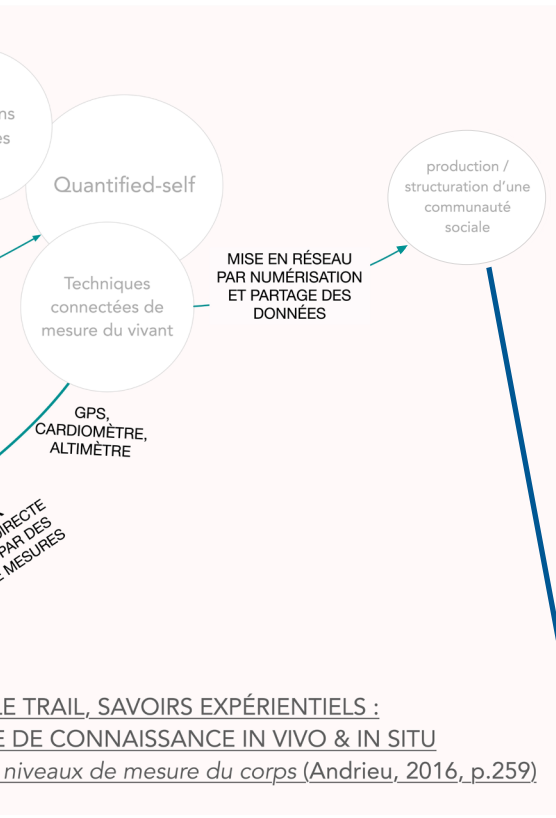 Quantified-self
Techniques
connectées de
mesure du vivant
MISE EN RÉSEAU
PAR NUMÉRISATION
ET PARTAGE DES
DONNÉES
production /
structuration d'une
communauté
sociale
GPS,
CARDIOMÈTRE,
ALTIMÈTRE
PAR DES
MESURES
LE TRAIL, SAVOIRS EXPÉRIENTIELS :
DE CONNAISSANCE IN VIVO & IN SITU
niveaux de mesure du corps (Andrieu, 2016, p.259)